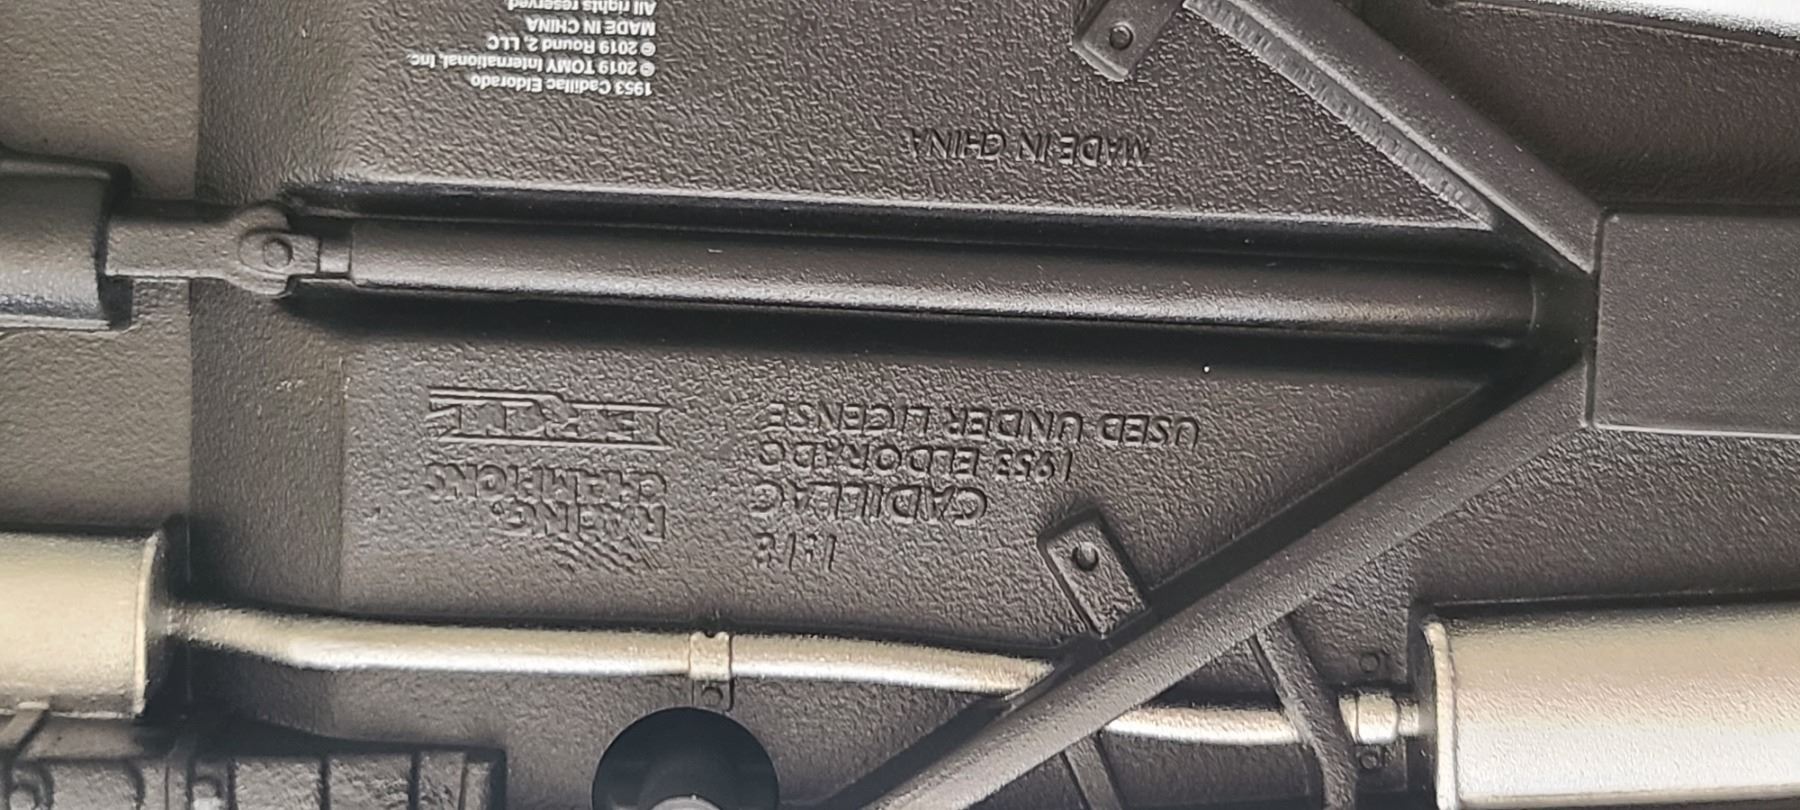 1:18
CADILLAC
1953 ELDORADO
USED UNDER LICENSE
RACING
CHAMPIONS
ERTL
MADE IN CHINA
1953 Cadillac Eldorado
© 2019 TOMY International, Inc.
© 2019 Round 2, LLC
MADE IN CHINA
All rights reserved